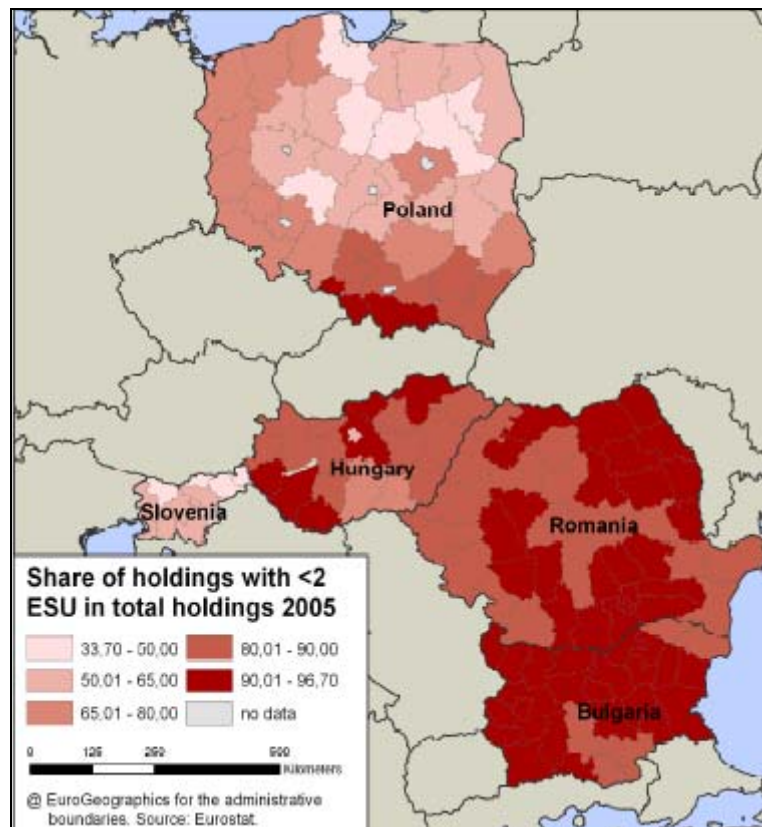 Poland
Hungary
Slovenia
Romania
Bulgaria
Share of holdings with <2
ESU in total holdings 2005
33,70 - 50,00
80,01 - 90,00
50,01 - 65,00
90,01 - 96,70
65,01 - 80,00
no data
0 125 250 500
Kilometers
@ EuroGeographics for the administrative
boundaries. Source: Eurostat.